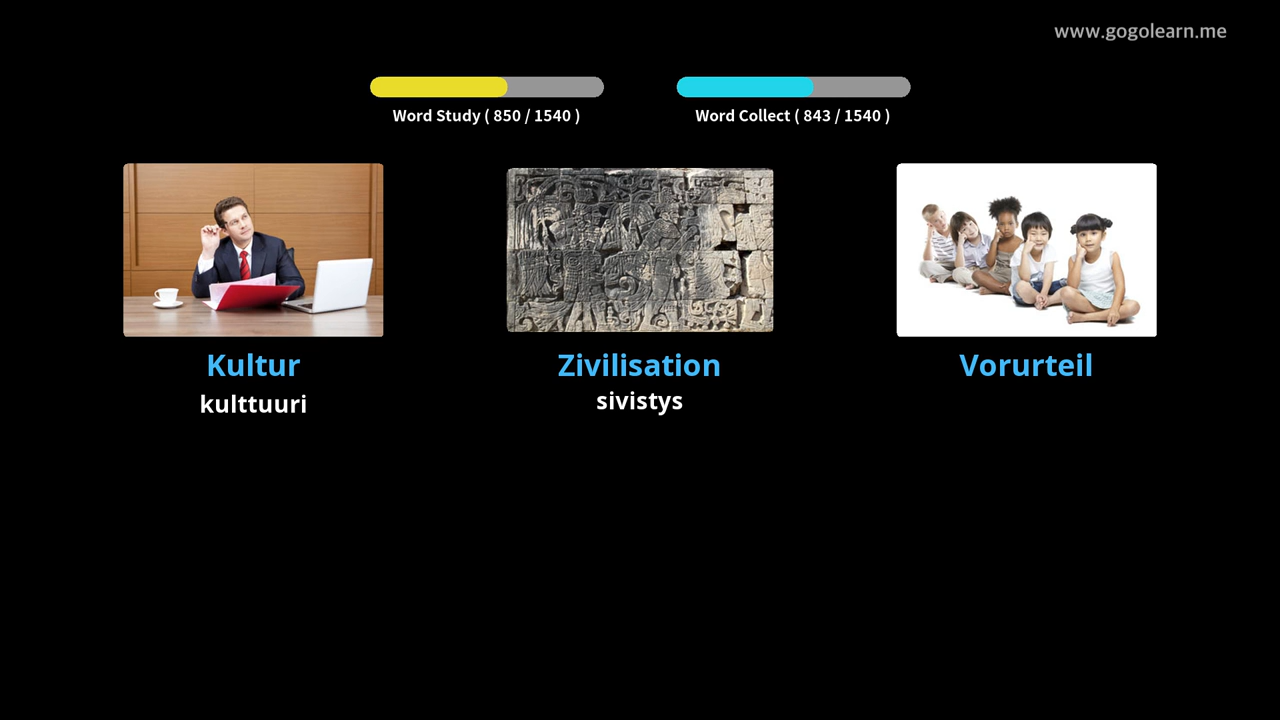 www.gogolearn.me
Word Study ( 850 / 1540 )
Word Collect ( 843 / 1540 )
Kultur
kulttuuri
Zivilisation
sivistys
Vorurteil